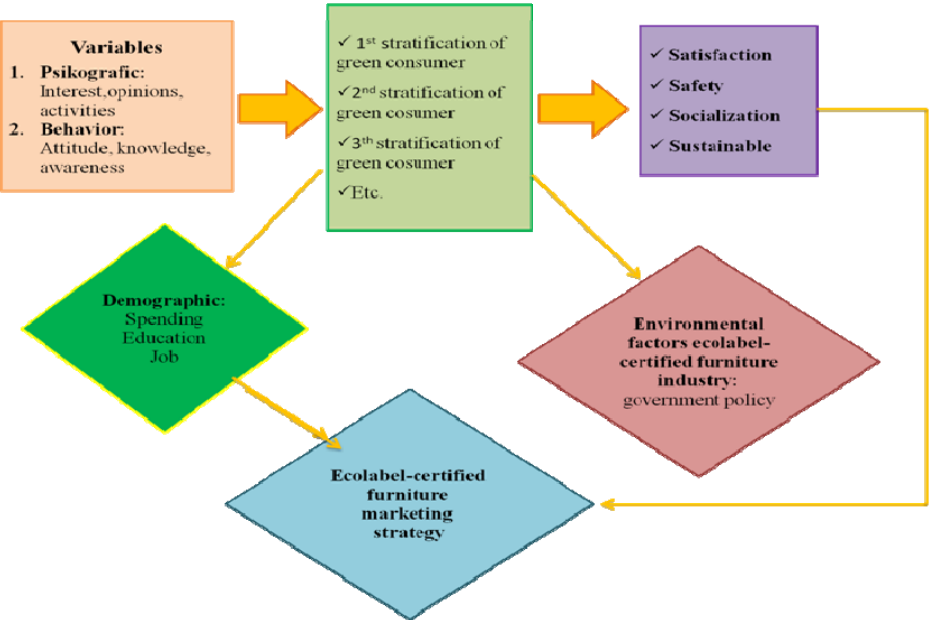 Variables
1. Psikografic:
Interest,opinions,
activities
2. Behavior:
Attitude, knowledge,
awareness
✓ 1st stratification of
green consumer
✓ 2nd stratification of
green cosumer
✓ 3th stratification of
green cosumer
✓ Etc.
✓ Satisfaction
✓ Safety
✓ Socialization
✓ Sustainable
Demographic:
Spending
Education
Job
Environmental
factors ecolabel-
certified furniture
industry:
government policy
Ecolabel-certified
furniture
marketing
strategy